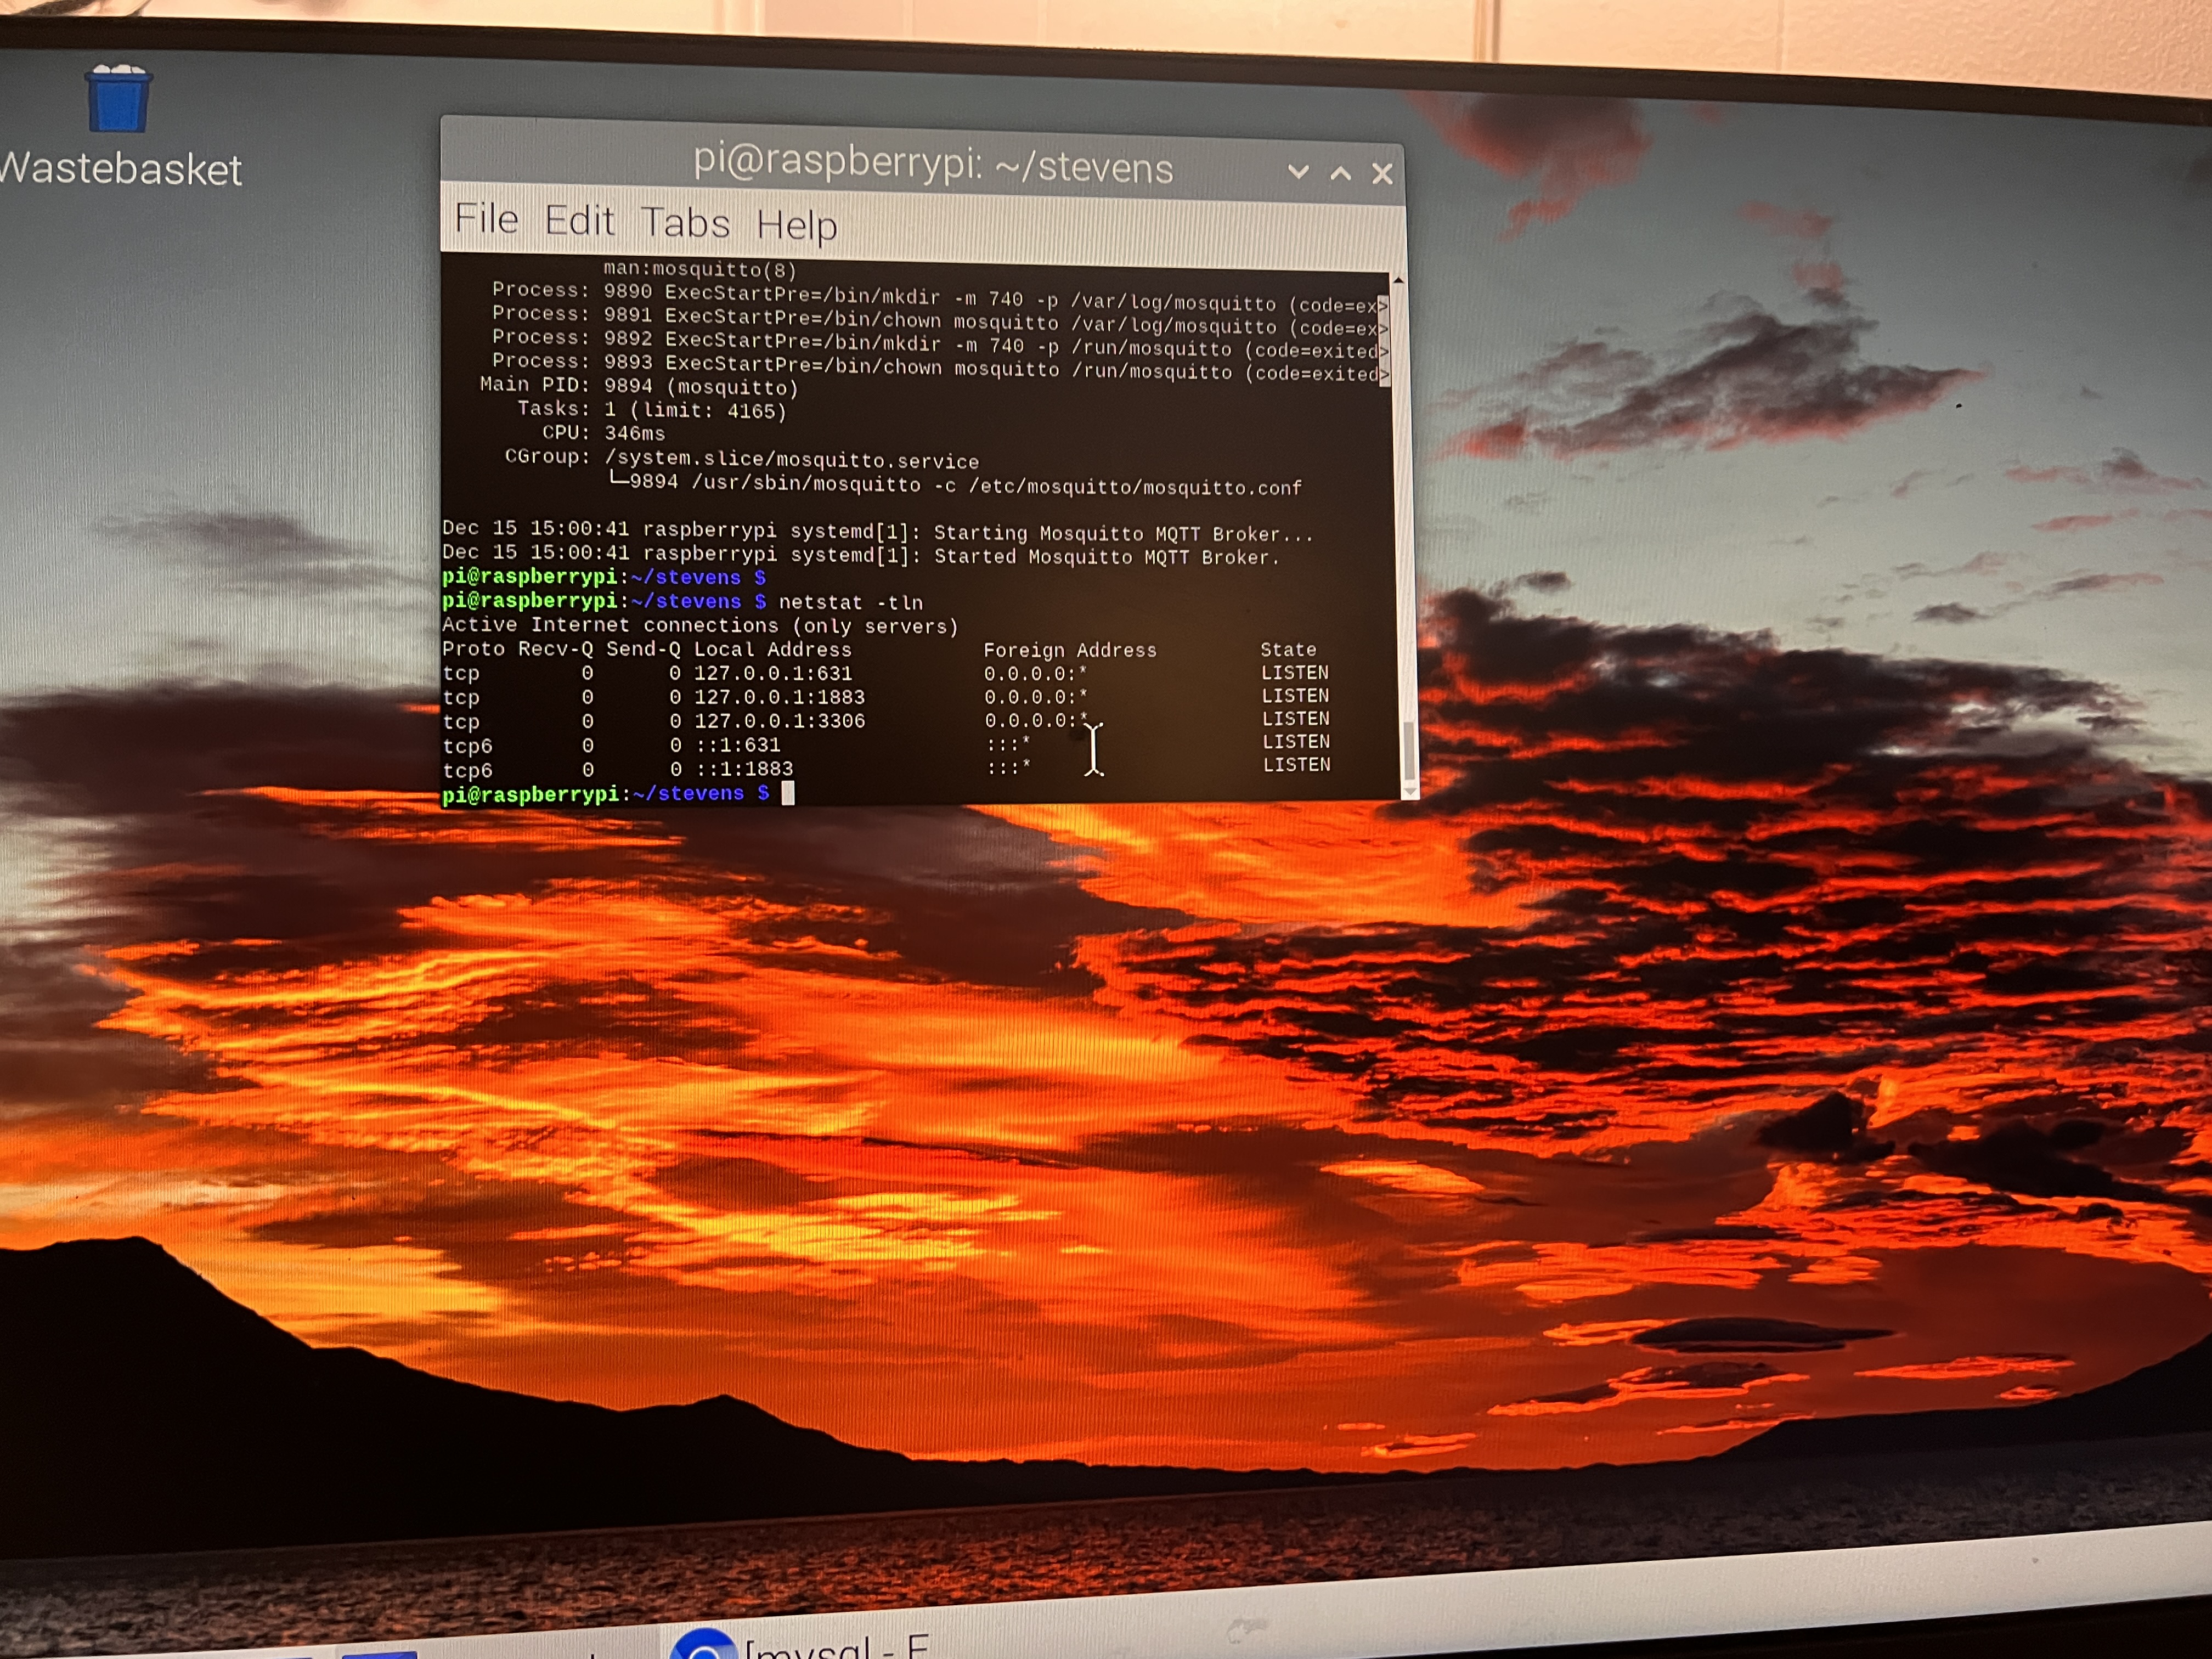 Wastebasket
pi@raspberrypi: ~/stevens
File Edit Tabs Help
man:mosquitto(8)
Process: 9890 ExecStartPre=/bin/mkdir -m 740 -p /var/log/mosquitto (code=ex>
Process: 9891 ExecStartPre=/bin/chown mosquitto /var/log/mosquitto (code=ex>
Process: 9892 ExecStartPre=/bin/mkdir -m 740 -p /run/mosquitto (code=exited>
Process: 9893 ExecStartPre=/bin/chown mosquitto /run/mosquitto (code=exited>
Main PID: 9894 (mosquitto)
Tasks: 1 (limit: 4165)
CPU: 346ms
CGroup: /system.slice/mosquitto.service
└─9894 /usr/sbin/mosquitto -c /etc/mosquitto/mosquitto.conf
Dec 15 15:00:41 raspberrypi systemd[1]: Starting Mosquitto MQTT Broker...
Dec 15 15:00:41 raspberrypi systemd[1]: Started Mosquitto MQTT Broker.
pi@raspberrypi:~/stevens $
pi@raspberrypi:~/stevens $ netstat -tln
Active Internet connections (only servers)
Proto Recv-Q Send-Q Local Address Foreign Address State
tcp 0 0 127.0.0.1:631 0.0.0.0:* LISTEN
tcp 0 0 127.0.0.1:1883 0.0.0.0:* LISTEN
tcp 0 0 127.0.0.1:3306 0.0.0.0:* LISTEN
tcp6 0 0 ::1:631 :::* LISTEN
tcp6 0 0 ::1:1883 :::* LISTEN
pi@raspberrypi:~/stevens $
[mysql - E